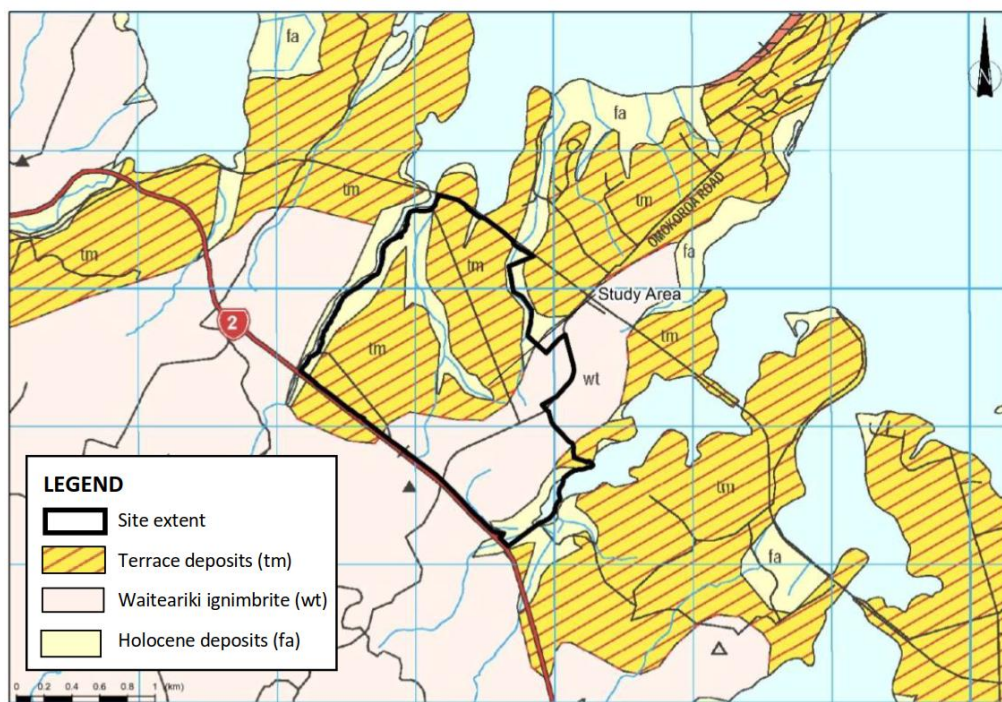 fa
N
fa
tm
tm
OMOKOROA ROAD
tm
tm
fa
Study Area
2
tm
tm
wt
LEGEND
Site extent
Terrace deposits (tm)
Waiteariki ignimbrite (wt)
Holocene deposits (fa)
tm
fa
0 0.2 0.4 0.6 0.8 1 (km)